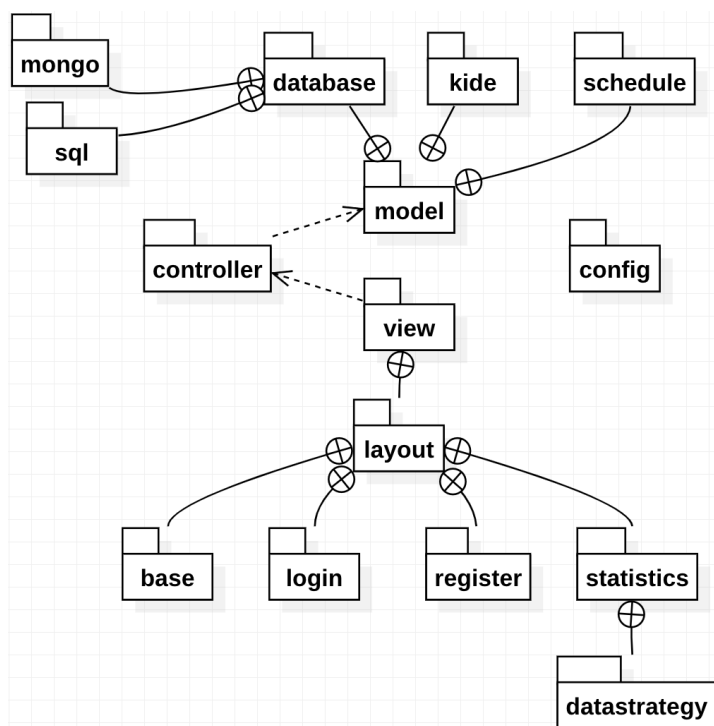 mongo
database
kide
schedule
sql
model
controller
config
view
layout
base
login
register
statistics
datastrategy